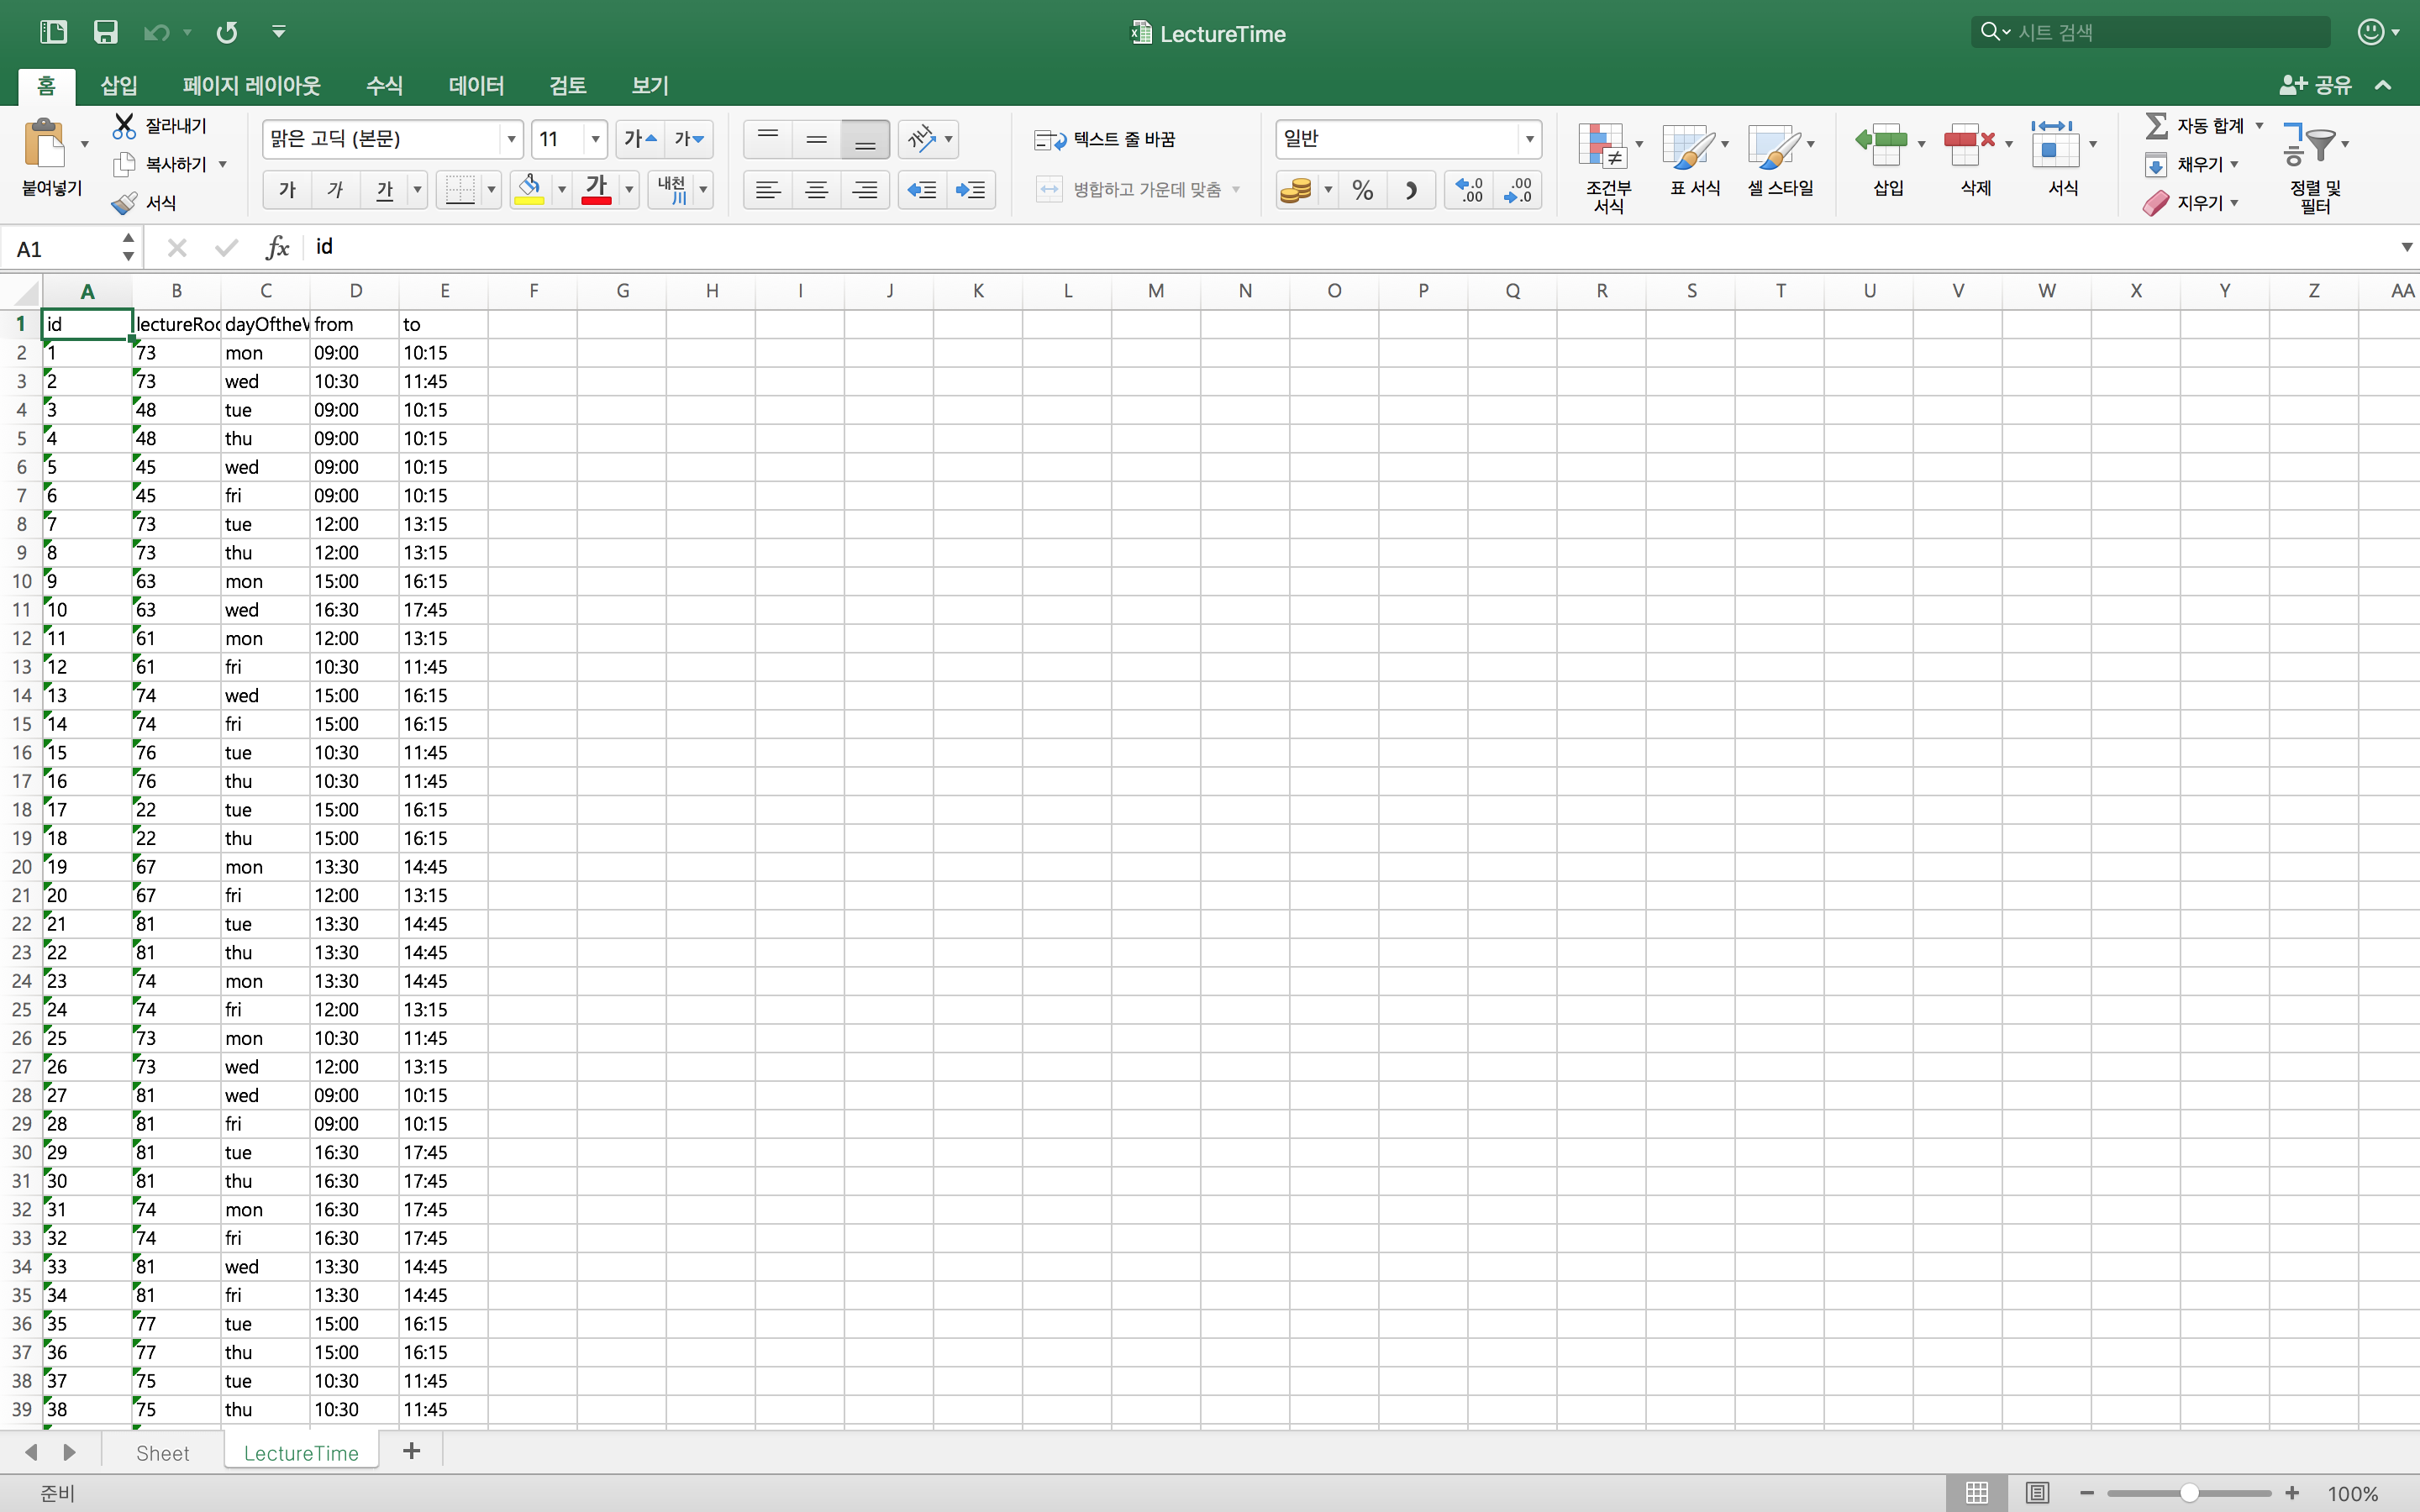 LectureTime
시트 검색
홈 삽입 페이지 레이아웃 수식 데이터 검토 보기 공유
붙여넣기 잘라내기 복사하기 서식
맑은 고딕 (본문) 11 가 가
가 가 간 가 내천 川
텍스트 줄 바꿈
병합하고 가운데 맞춤
일반
% .0 .00 .00 .0
조건부 서식 표 서식 셀 스타일 삽입 삭제 서식
자동 합계
채우기
지우기
정렬 및 필터
A1 fx id
A B C D E F G H I J K L M N O P Q R S T U V W X Y Z AA
1 id lectureRoo dayOftheW from to
2 1 73 mon 09:00 10:15
3 2 73 wed 10:30 11:45
4 3 48 tue 09:00 10:15
5 4 48 thu 09:00 10:15
6 5 45 wed 09:00 10:15
7 6 45 fri 09:00 10:15
8 7 73 tue 12:00 13:15
9 8 73 thu 12:00 13:15
10 9 63 mon 15:00 16:15
11 10 63 wed 16:30 17:45
12 11 61 mon 12:00 13:15
13 12 61 fri 10:30 11:45
14 13 74 wed 15:00 16:15
15 14 74 fri 15:00 16:15
16 15 76 tue 10:30 11:45
17 16 76 thu 10:30 11:45
18 17 22 tue 15:00 16:15
19 18 22 thu 15:00 16:15
20 19 67 mon 13:30 14:45
21 20 67 fri 12:00 13:15
22 21 81 tue 13:30 14:45
23 22 81 thu 13:30 14:45
24 23 74 mon 13:30 14:45
25 24 74 fri 12:00 13:15
26 25 73 mon 10:30 11:45
27 26 73 wed 12:00 13:15
28 27 81 wed 09:00 10:15
29 28 81 fri 09:00 10:15
30 29 81 tue 16:30 17:45
31 30 81 thu 16:30 17:45
32 31 74 mon 16:30 17:45
33 32 74 fri 16:30 17:45
34 33 81 wed 13:30 14:45
35 34 81 fri 13:30 14:45
36 35 77 tue 15:00 16:15
37 36 77 thu 15:00 16:15
38 37 75 tue 10:30 11:45
39 38 75 thu 10:30 11:45
Sheet LectureTime
준비 100%